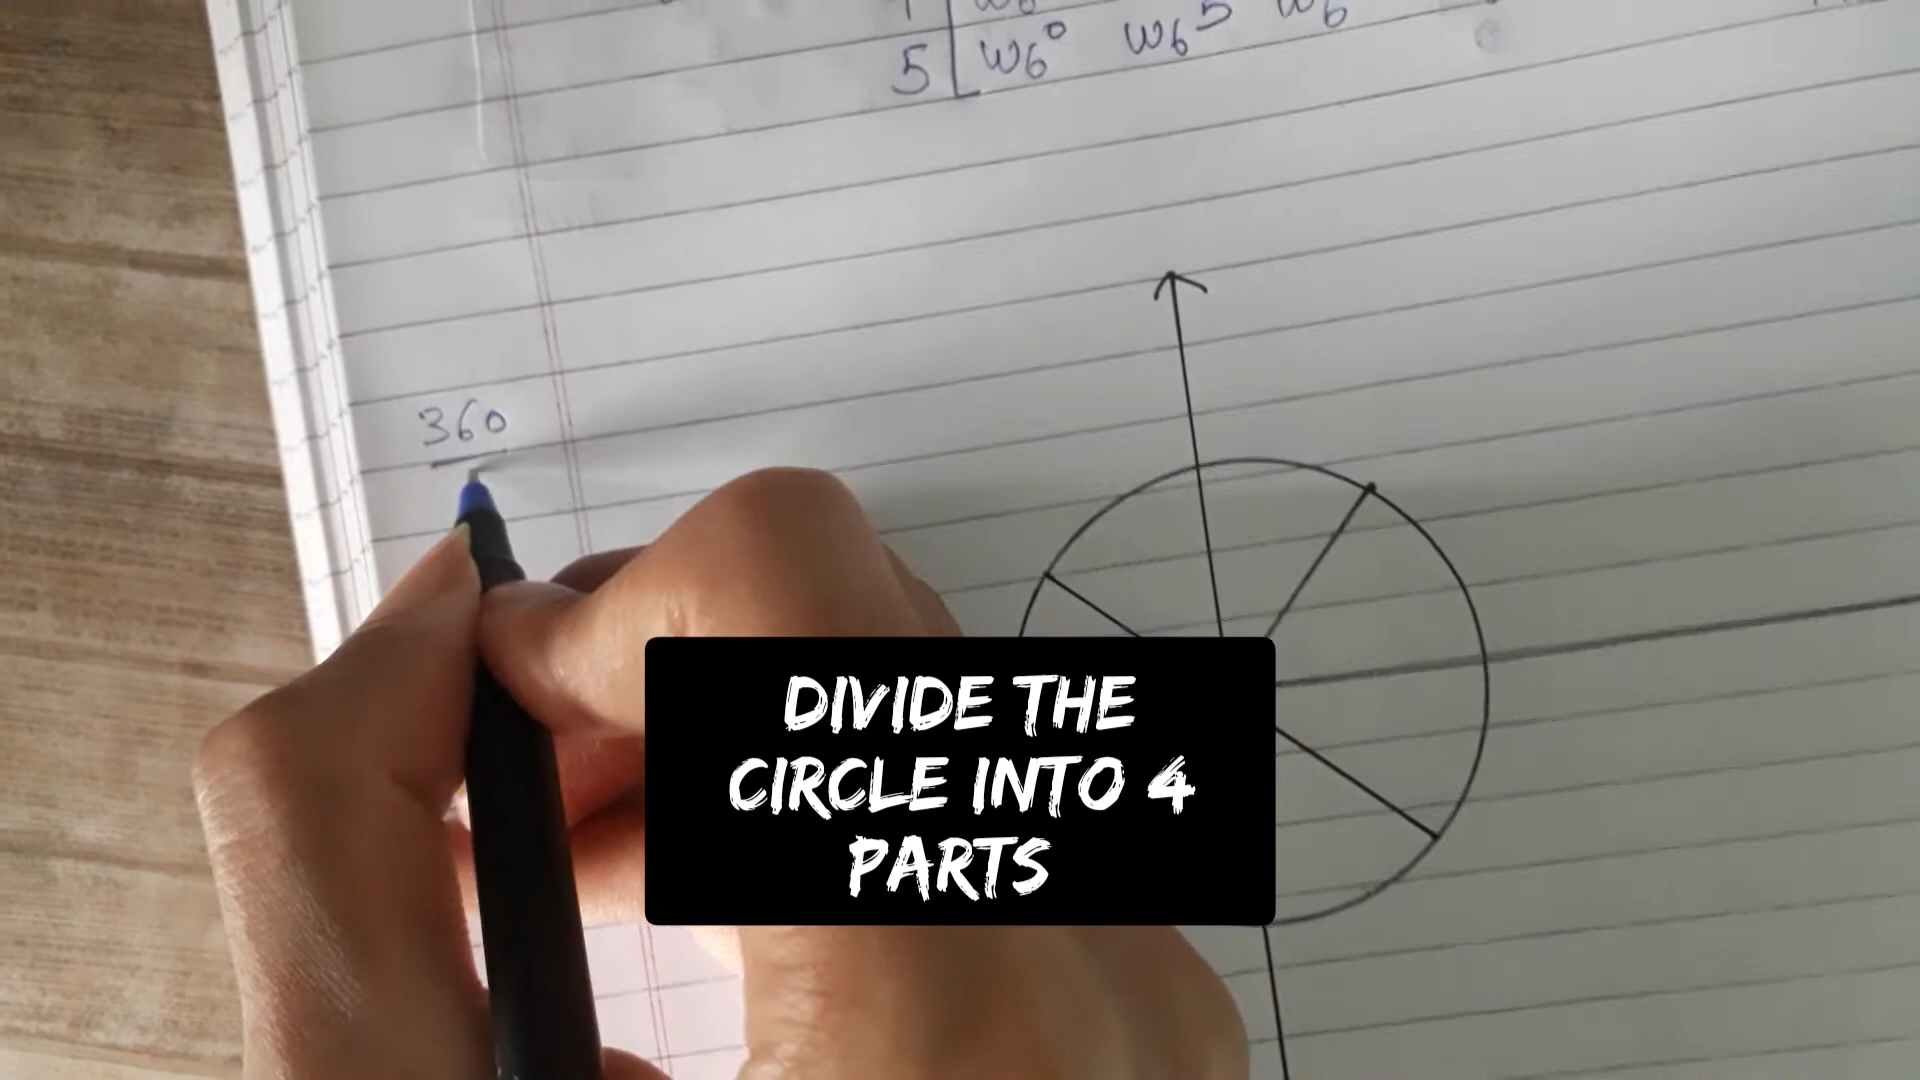 5 W6⁰ W6⁵ W6
360
DIVIDE THE
CIRCLE INTO 4
PARTS